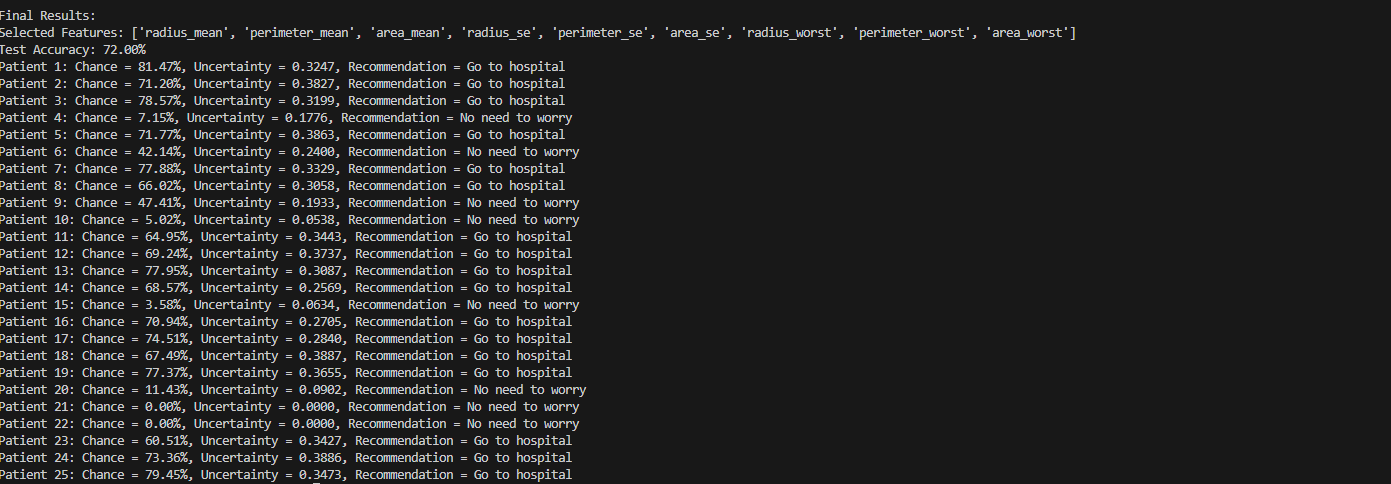 Final Results:
Selected Features: ['radius_mean', 'perimeter_mean', 'area_mean', 'radius_se', 'perimeter_se', 'area_se', 'radius_worst', 'perimeter_worst', 'area_worst']
Test Accuracy: 72.00%
Patient 1: Chance = 81.47%, Uncertainty = 0.3247, Recommendation = Go to hospital
Patient 2: Chance = 71.20%, Uncertainty = 0.3827, Recommendation = Go to hospital
Patient 3: Chance = 78.57%, Uncertainty = 0.3199, Recommendation = Go to hospital
Patient 4: Chance = 7.15%, Uncertainty = 0.1776, Recommendation = No need to worry
Patient 5: Chance = 71.77%, Uncertainty = 0.3863, Recommendation = Go to hospital
Patient 6: Chance = 42.14%, Uncertainty = 0.2400, Recommendation = No need to worry
Patient 7: Chance = 77.88%, Uncertainty = 0.3329, Recommendation = Go to hospital
Patient 8: Chance = 66.02%, Uncertainty = 0.3058, Recommendation = Go to hospital
Patient 9: Chance = 47.41%, Uncertainty = 0.1933, Recommendation = No need to worry
Patient 10: Chance = 5.02%, Uncertainty = 0.0538, Recommendation = No need to worry
Patient 11: Chance = 64.95%, Uncertainty = 0.3443, Recommendation = Go to hospital
Patient 12: Chance = 69.24%, Uncertainty = 0.3737, Recommendation = Go to hospital
Patient 13: Chance = 77.95%, Uncertainty = 0.3087, Recommendation = Go to hospital
Patient 14: Chance = 68.57%, Uncertainty = 0.2569, Recommendation = Go to hospital
Patient 15: Chance = 3.58%, Uncertainty = 0.0634, Recommendation = No need to worry
Patient 16: Chance = 70.94%, Uncertainty = 0.2705, Recommendation = Go to hospital
Patient 17: Chance = 74.51%, Uncertainty = 0.2840, Recommendation = Go to hospital
Patient 18: Chance = 67.49%, Uncertainty = 0.3887, Recommendation = Go to hospital
Patient 19: Chance = 77.37%, Uncertainty = 0.3655, Recommendation = Go to hospital
Patient 20: Chance = 11.43%, Uncertainty = 0.0902, Recommendation = No need to worry
Patient 21: Chance = 0.00%, Uncertainty = 0.0000, Recommendation = No need to worry
Patient 22: Chance = 0.00%, Uncertainty = 0.0000, Recommendation = No need to worry
Patient 23: Chance = 60.51%, Uncertainty = 0.3427, Recommendation = Go to hospital
Patient 24: Chance = 73.36%, Uncertainty = 0.3886, Recommendation = Go to hospital
Patient 25: Chance = 79.45%, Uncertainty = 0.3473, Recommendation = Go to hospital